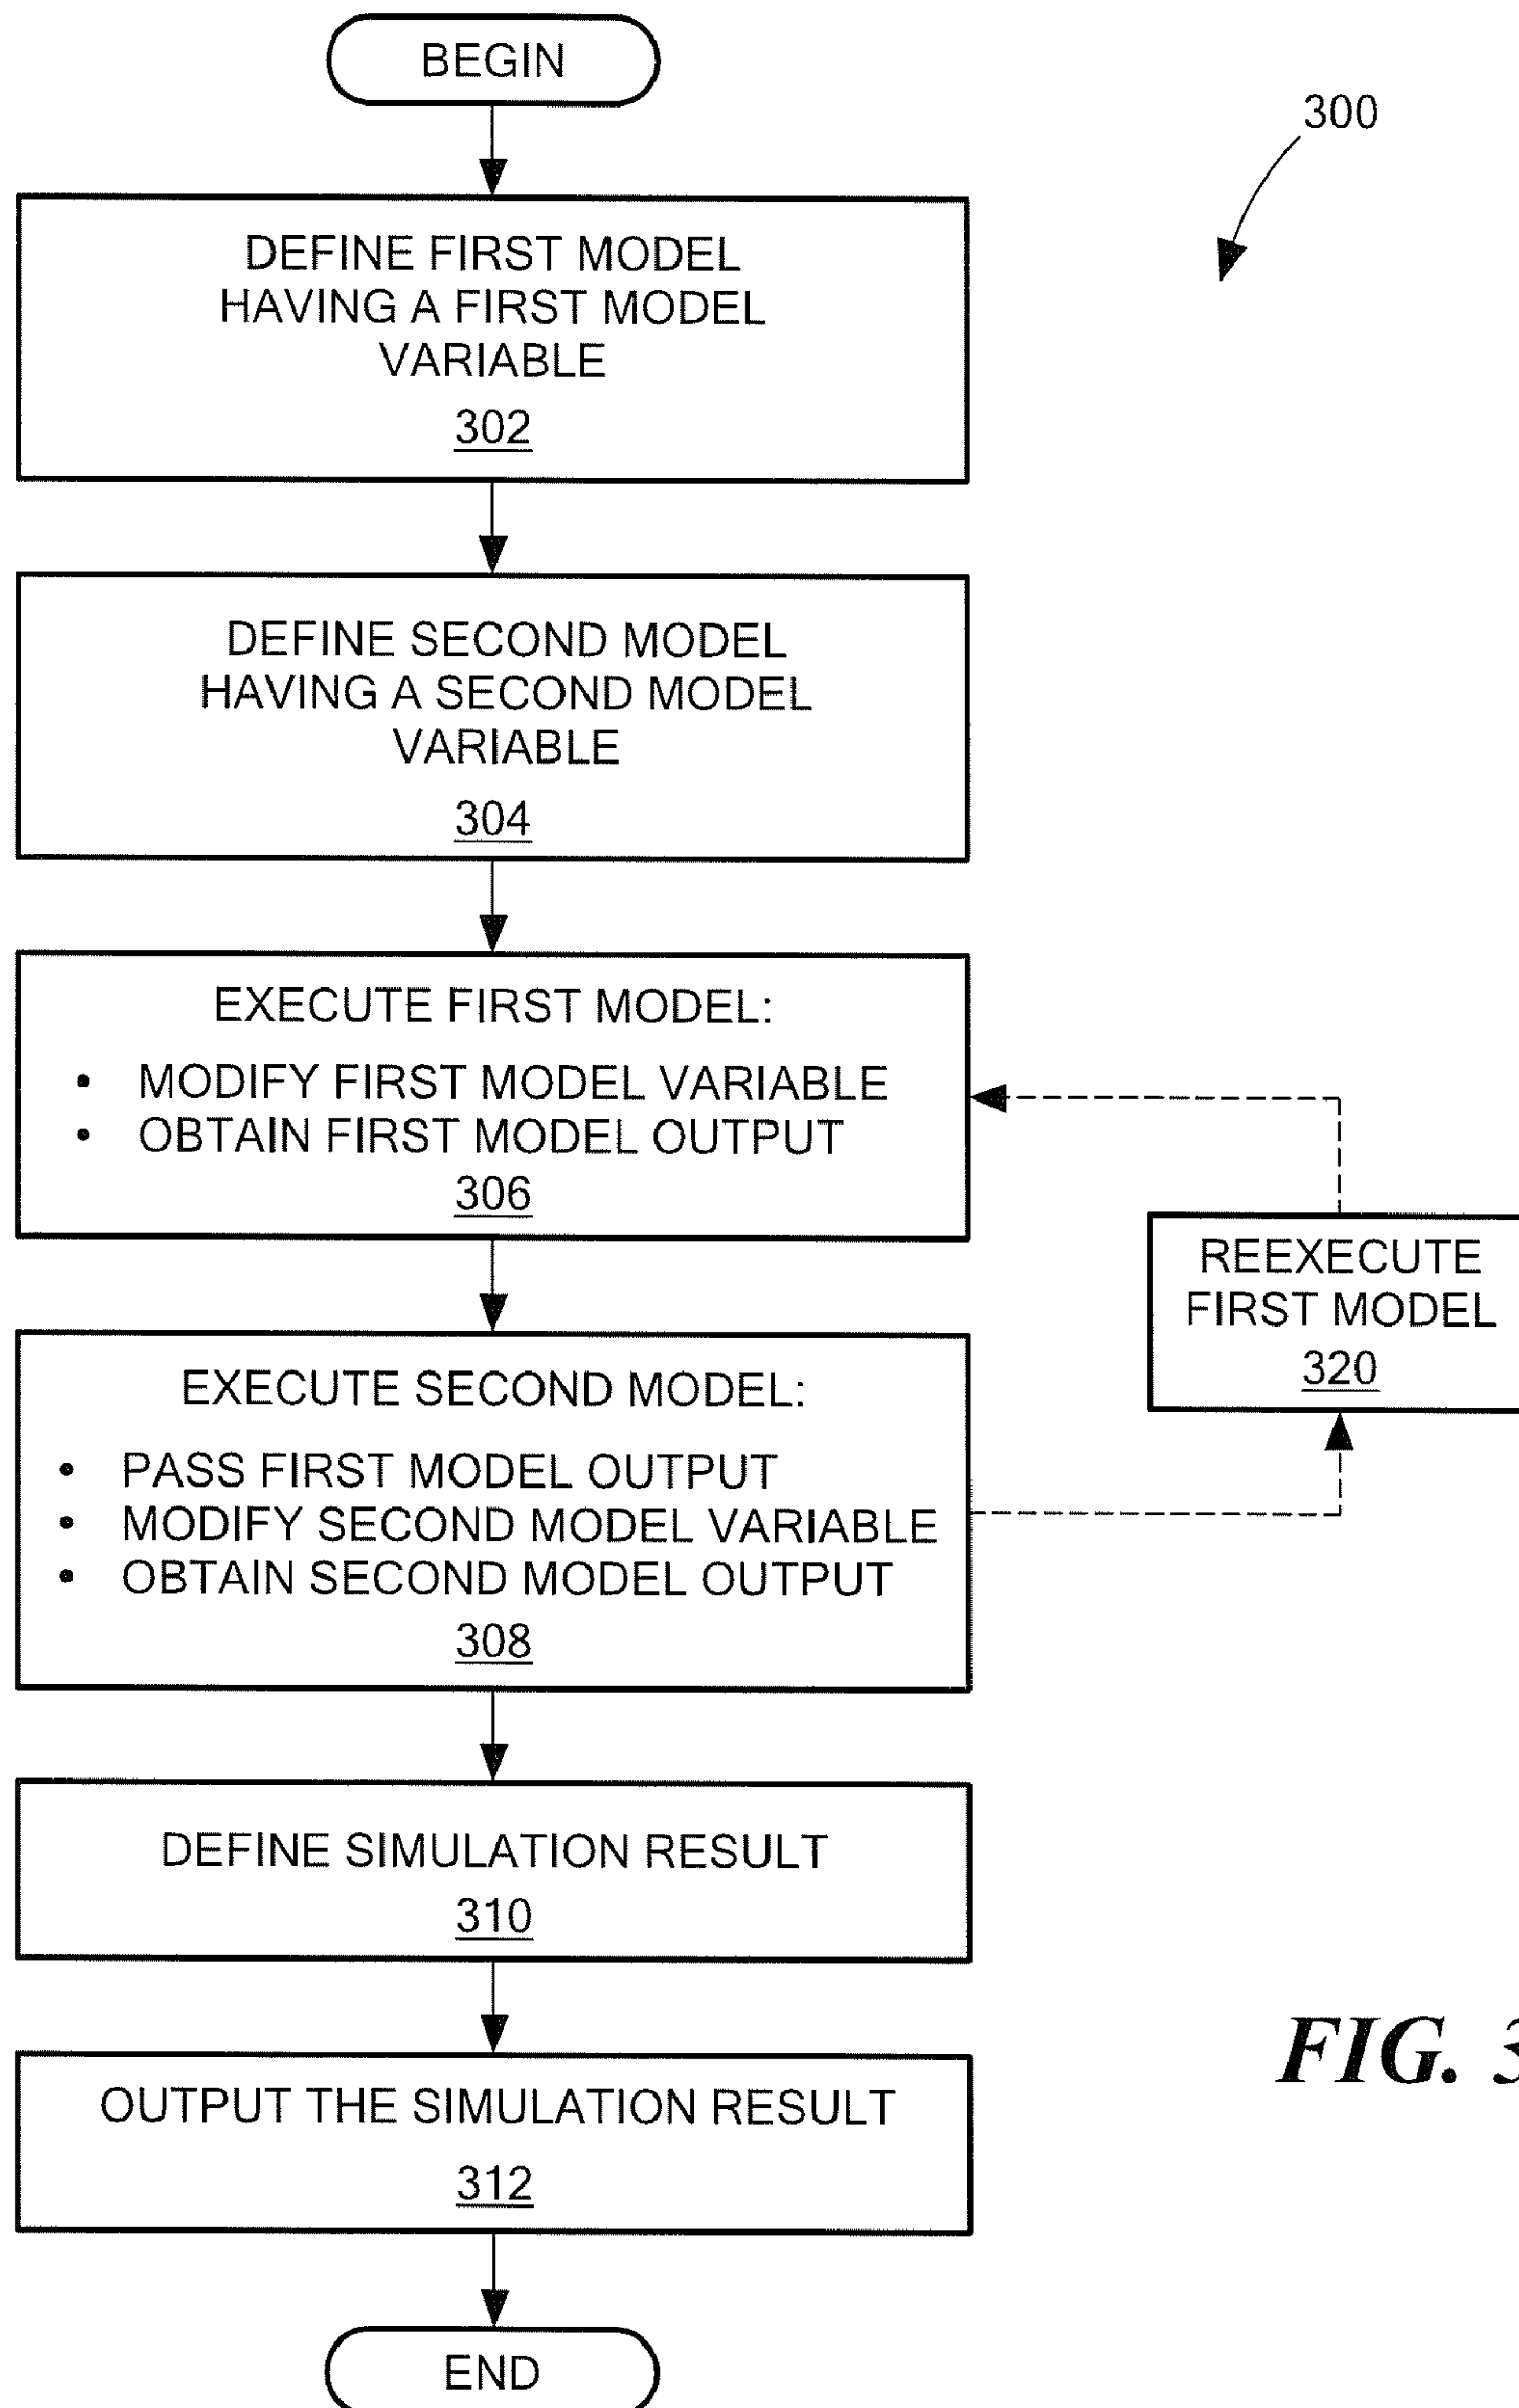 BEGIN
300
DEFINE FIRST MODEL
HAVING A FIRST MODEL
VARIABLE
302
DEFINE SECOND MODEL
HAVING A SECOND MODEL
VARIABLE
304
EXECUTE FIRST MODEL:
• MODIFY FIRST MODEL VARIABLE
• OBTAIN FIRST MODEL OUTPUT
306
REEXECUTE
FIRST MODEL
320
EXECUTE SECOND MODEL:
• PASS FIRST MODEL OUTPUT
• MODIFY SECOND MODEL VARIABLE
• OBTAIN SECOND MODEL OUTPUT
308
DEFINE SIMULATION RESULT
310
OUTPUT THE SIMULATION RESULT
312
FIG. 3
END